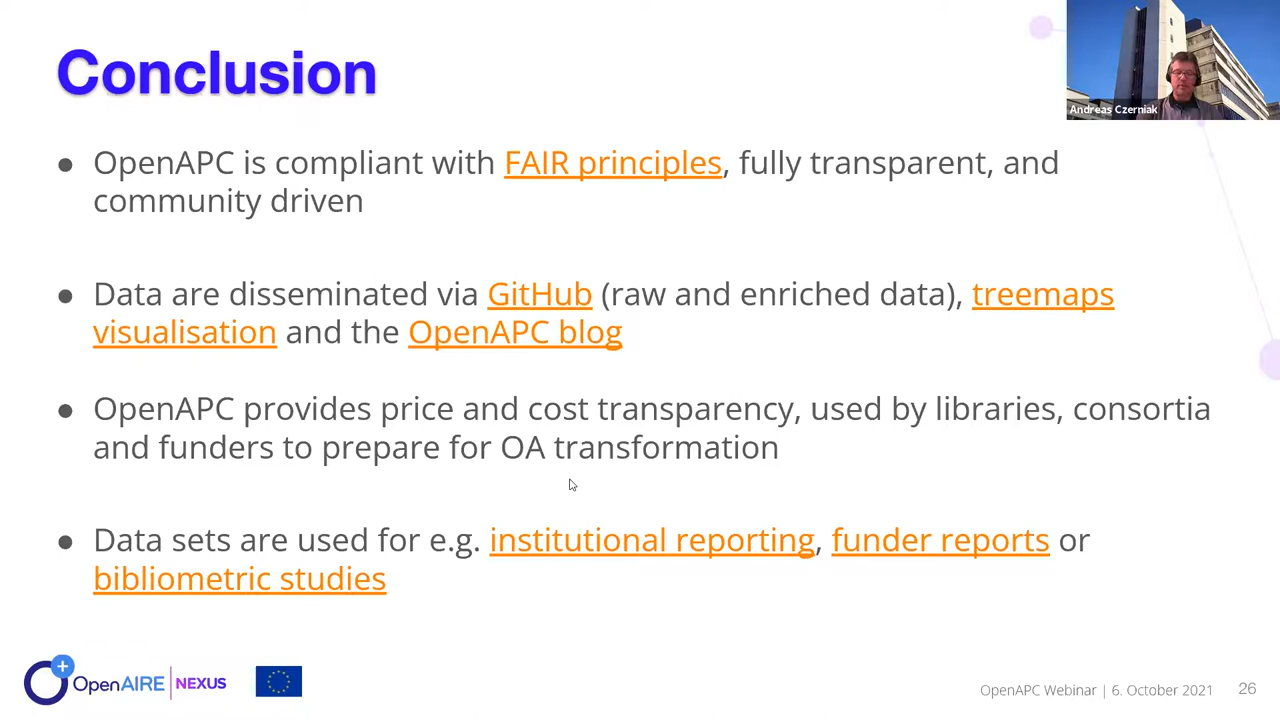 Conclusion
Andreas Czerniak
● OpenAPC is compliant with FAIR principles, fully transparent, and
community driven
● Data are disseminated via GitHub (raw and enriched data), treemaps
visualisation and the OpenAPC blog
● OpenAPC provides price and cost transparency, used by libraries, consortia
and funders to prepare for OA transformation
● Data sets are used for e.g. institutional reporting, funder reports or
bibliometric studies
OpenAIRE | NEXUS
OpenAPC Webinar | 6. October 2021 26